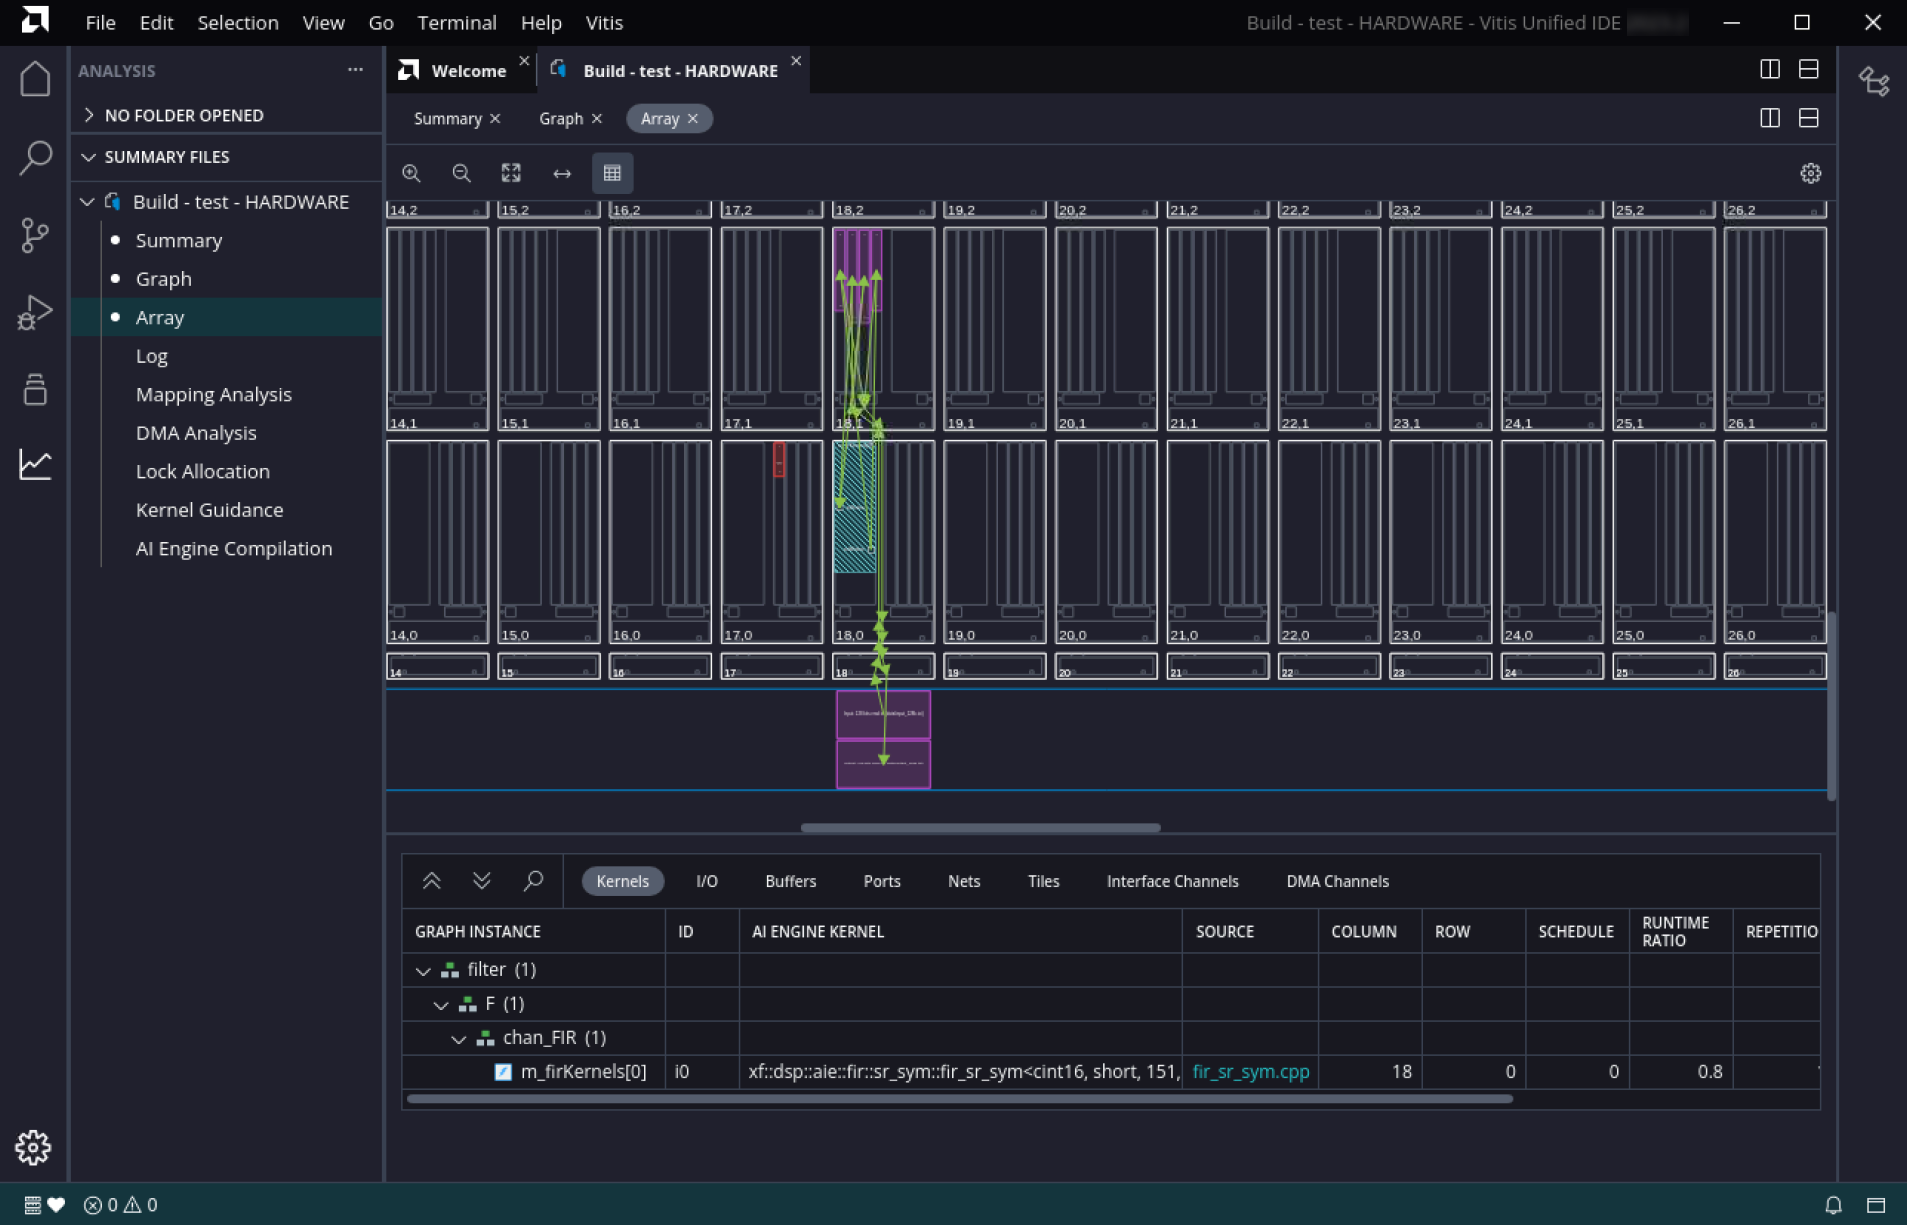 File Edit Selection View Go Terminal Help Vitis
Build - test - HARDWARE - Vitis Unified IDE
ANALYSIS
NO FOLDER OPENED
SUMMARY FILES
Build - test - HARDWARE
Summary
Graph
Array
Log
Mapping Analysis
DMA Analysis
Lock Allocation
Kernel Guidance
AI Engine Compilation
Welcome Build - test - HARDWARE
Summary Graph Array
14,2 15,2 16,2 17,2 18,2 19,2 20,2 21,2 22,2 23,2 24,2 25,2 26,2
14,1 15,1 16,1 17,1 18,1 19,1 20,1 21,1 22,1 23,1 24,1 25,1 26,1
14,0 15,0 16,0 17,0 18,0 19,0 20,0 21,0 22,0 23,0 24,0 25,0 26,0
14 15 16 17 18 19 20 21 22 23 24 25 26
Kernels I/O Buffers Ports Nets Tiles Interface Channels DMA Channels
GRAPH INSTANCE ID AI ENGINE KERNEL SOURCE COLUMN ROW SCHEDULE RUNTIME RATIO REPETITIO
filter (1)
F (1)
chan_FIR (1)
m_firKernels[0] i0 xf::dsp::aie::fir::sr_sym::fir_sr_sym<cint16, short, 151, fir_sr_sym.cpp 18 0 0 0.8
0 0